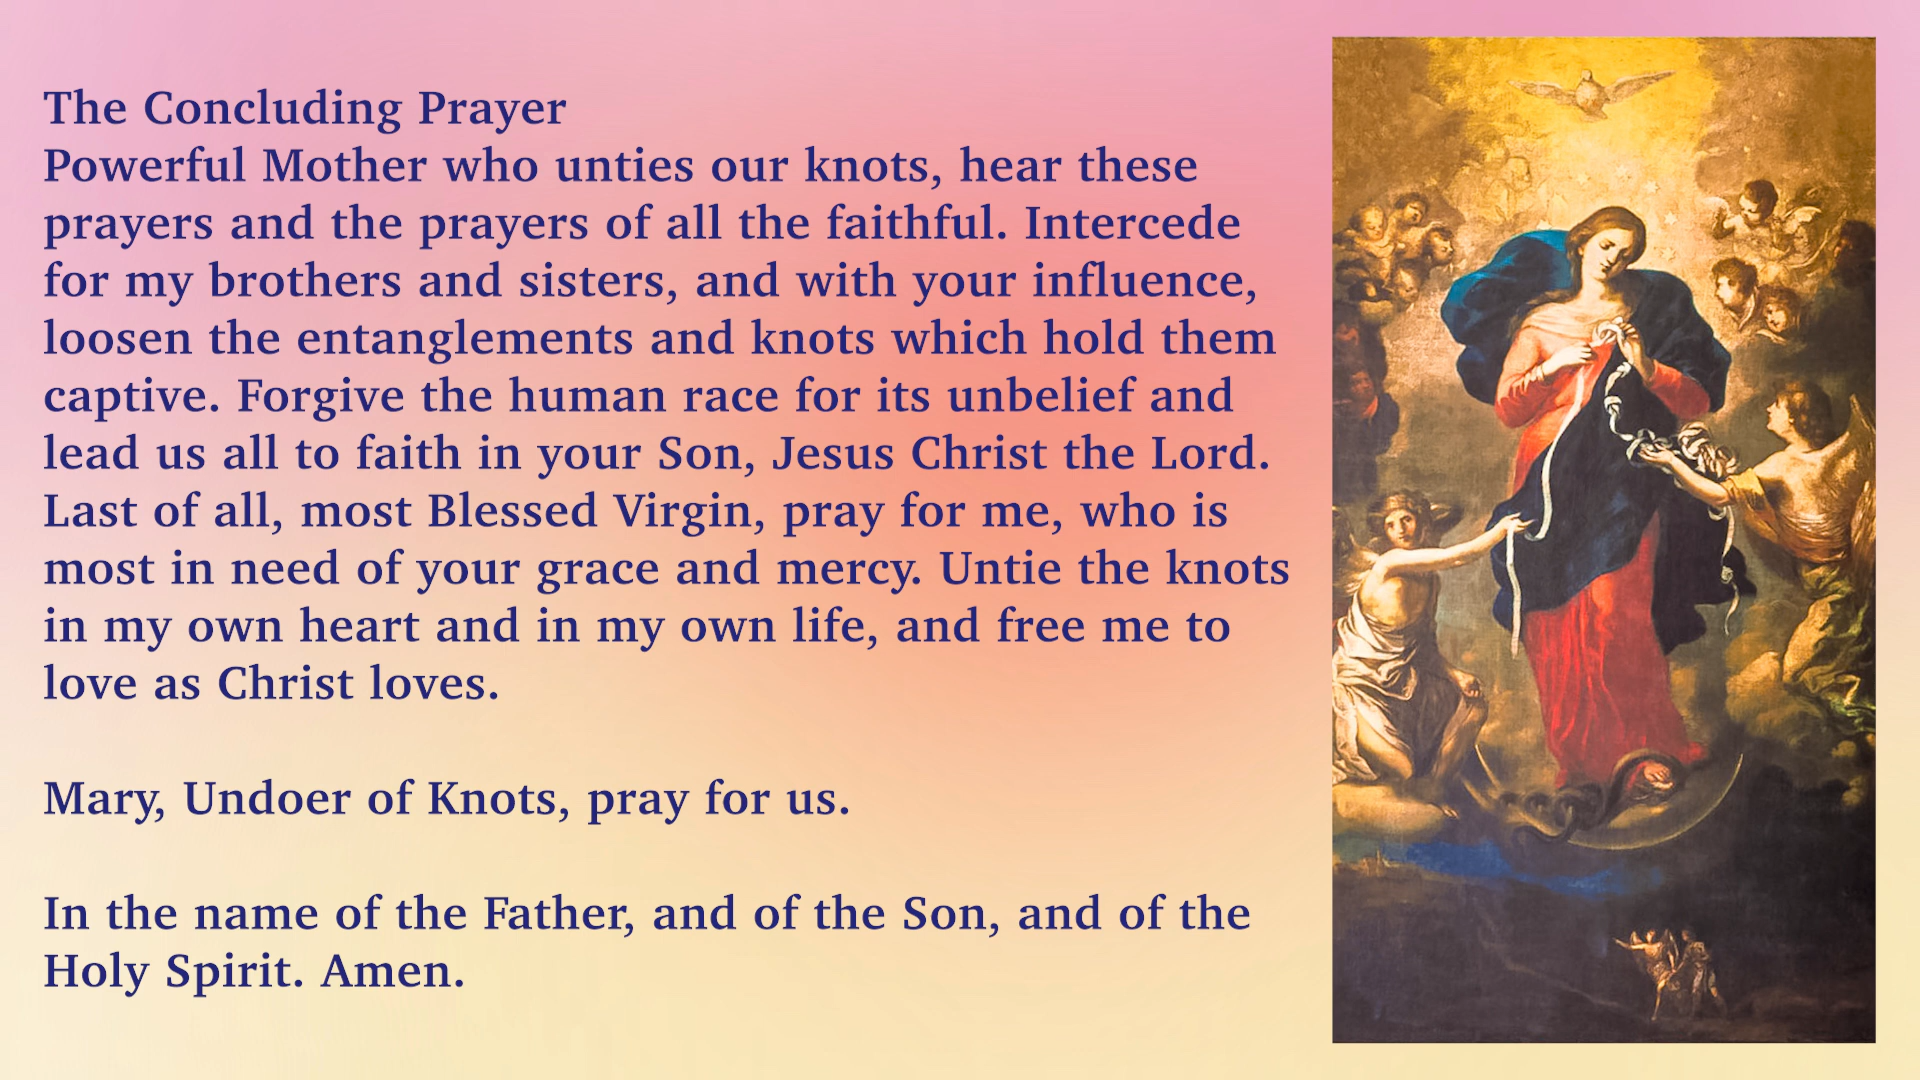 The Concluding Prayer
Powerful Mother who unties our knots, hear these
prayers and the prayers of all the faithful. Intercede
for my brothers and sisters, and with your influence,
loosen the entanglements and knots which hold them
captive. Forgive the human race for its unbelief and
lead us all to faith in your Son, Jesus Christ the Lord.
Last of all, most Blessed Virgin, pray for me, who is
most in need of your grace and mercy. Untie the knots
in my own heart and in my own life, and free me to
love as Christ loves.
Mary, Undoer of Knots, pray for us.
In the name of the Father, and of the Son, and of the
Holy Spirit. Amen.